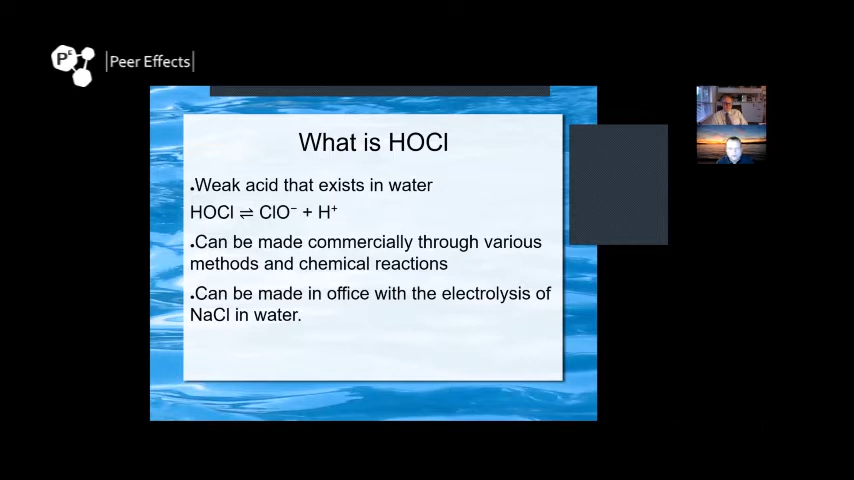 PE
|Peer Effects|
What is HOCl
•Weak acid that exists in water
HOCl ⇌ ClO⁻ + H⁺
•Can be made commercially through various
methods and chemical reactions
•Can be made in office with the electrolysis of
NaCl in water.